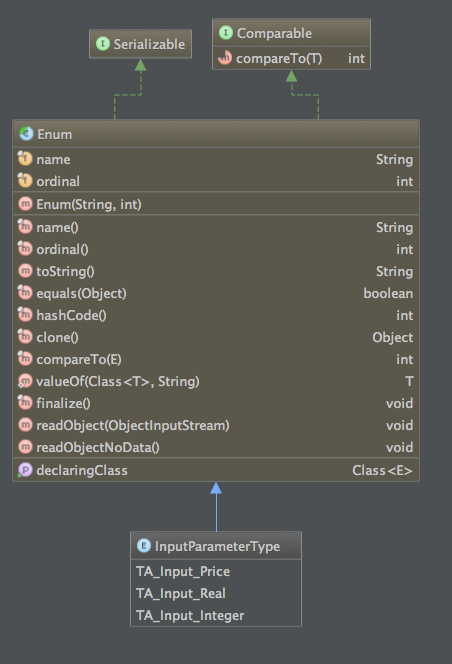 Serializable
Comparable
compareTo(T) int
Enum
name String
ordinal int
Enum(String, int)
name() String
ordinal() int
toString() String
equals(Object) boolean
hashCode() int
clone() Object
compareTo(E) int
valueOf(Class<T>, String) T
finalize() void
readObject(ObjectInputStream) void
readObjectNoData() void
declaringClass Class<E>
InputParameterType
TA_Input_Price
TA_Input_Real
TA_Input_Integer